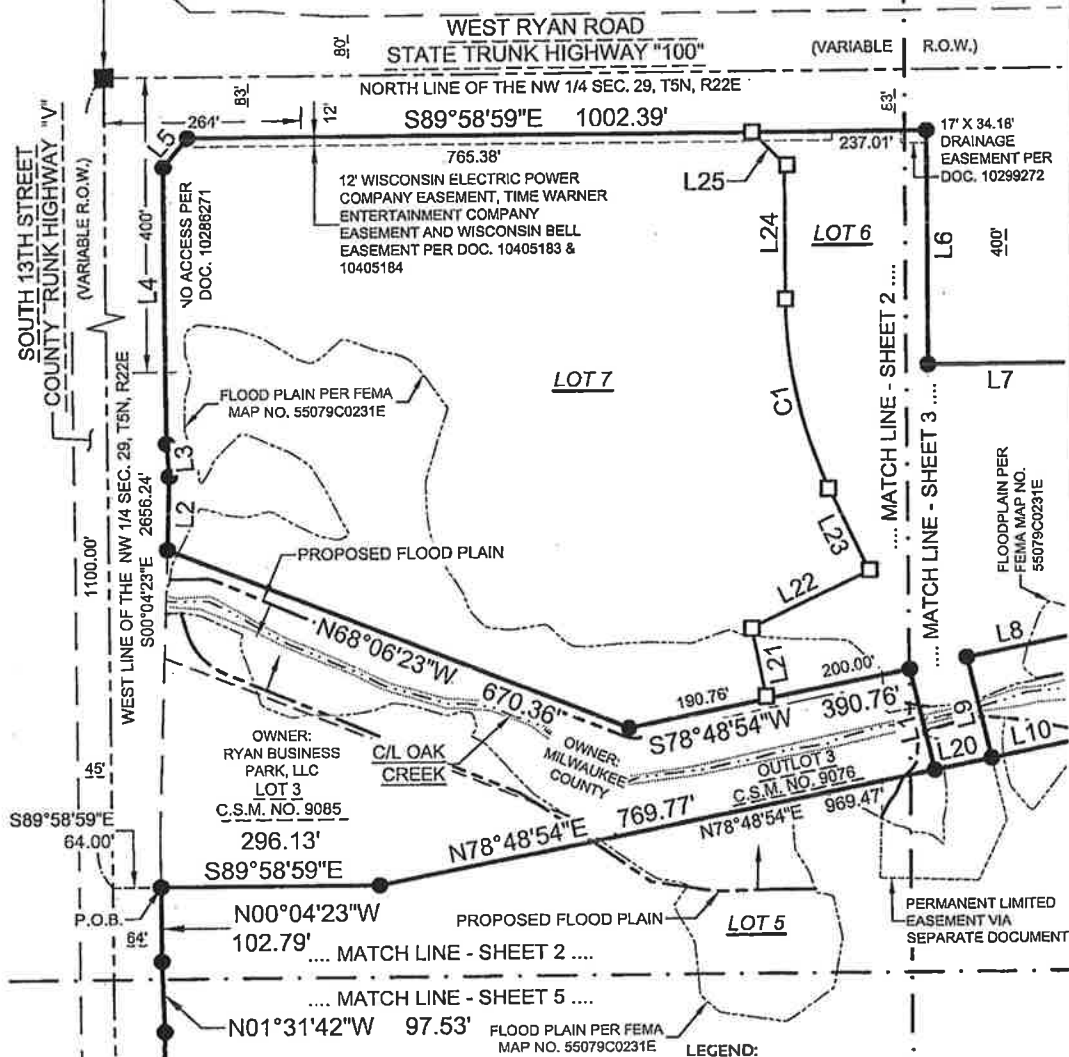 WEST RYAN ROAD
STATE TRUNK HIGHWAY "100"
(VARIABLE R.O.W.)
80'
NORTH LINE OF THE NW 1/4 SEC. 29, T5N, R22E
S89°58'59"E 1002.39'
83'
264'
12'
53'
L5
765.38'
237.01'
17' X 34.18'
DRAINAGE
EASEMENT PER
DOC. 10299272
12' WISCONSIN ELECTRIC POWER
COMPANY EASEMENT, TIME WARNER
ENTERTAINMENT COMPANY
EASEMENT AND WISCONSIN BELL
EASEMENT PER DOC. 10405183 &
10405184
L25
L24
LOT 6
L6
400'
SOUTH 13TH STREET
COUNTY TRUNK HIGHWAY "V"
(VARIABLE R.O.W.)
400'
L4
NO ACCESS PER
DOC. 10286271
LOT 7
C1
L7
.... MATCH LINE - SHEET 2 ....
.... MATCH LINE - SHEET 3 ....
FLOOD PLAIN PER FEMA
MAP NO. 55079C0231E
L3
L2
WEST LINE OF THE NW 1/4 SEC. 29, T5N, R22E
S00°04'23"E 2656.24'
1100.00'
L23
FLOODPLAIN PER
FEMA MAP NO.
55079C0231E
PROPOSED FLOOD PLAIN
L22
N68°06'23"W 670.36'
L21
L8
190.76'
200.00'
S78°48'54"W 390.76'
L11
L9
L20
L10
OWNER:
RYAN BUSINESS
PARK, LLC
LOT 3
C.S.M. NO. 9085
C/L OAK
CREEK
OWNER:
MILWAUKEE
COUNTY
OUTLOT 3
C.S.M. NO. 9076
45'
N78°48'54"E 769.77'
N78°48'54"E 969.47'
S89°58'59"E
64.00'
296.13'
S89°58'59"E
P.O.B.
64'
N00°04'23"W
102.79'
PROPOSED FLOOD PLAIN
LOT 5
PERMANENT LIMITED
EASEMENT VIA
SEPARATE DOCUMENT
.... MATCH LINE - SHEET 2 ....
.... MATCH LINE - SHEET 5 ....
N01°31'42"W 97.53'
FLOOD PLAIN PER FEMA
MAP NO. 55079C0231E
LEGEND: